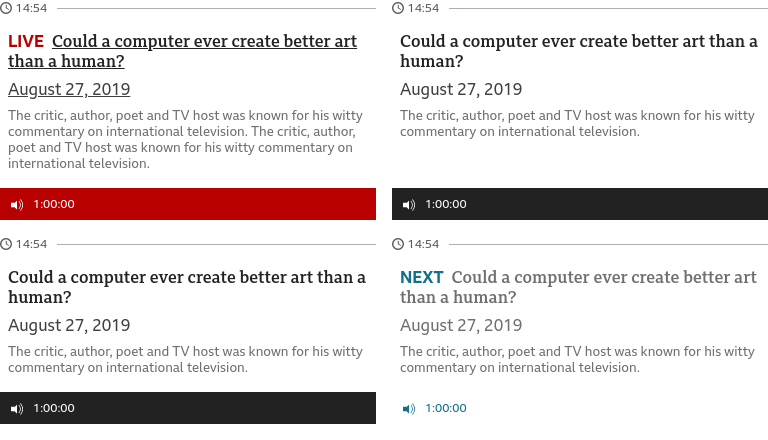 14:54
LIVE Could a computer ever create better art
than a human?
August 27, 2019
The critic, author, poet and TV host was known for his witty
commentary on international television. The critic, author,
poet and TV host was known for his witty commentary on
international television.
1:00:00
14:54
Could a computer ever create better art than a
human?
August 27, 2019
The critic, author, poet and TV host was known for his witty
commentary on international television.
1:00:00
14:54
Could a computer ever create better art than a
human?
August 27, 2019
The critic, author, poet and TV host was known for his witty
commentary on international television.
1:00:00
14:54
NEXT Could a computer ever create better art
than a human?
August 27, 2019
The critic, author, poet and TV host was known for his witty
commentary on international television.
1:00:00